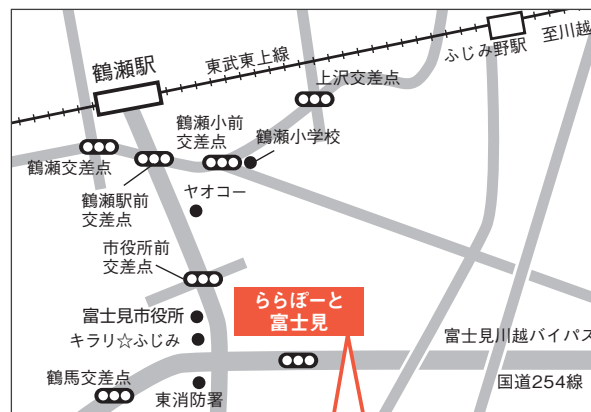 至川越
ふじみ野駅
東武東上線
鶴瀬駅
上沢交差点
鶴瀬小前
交差点
鶴瀬小学校
鶴瀬交差点
鶴瀬駅前
交差点
ヤオコー
市役所前
交差点
ららぽーと
富士見
富士見市役所
キラリ☆ふじみ
富士見川越バイパス
鶴馬交差点
東消防署
国道254線